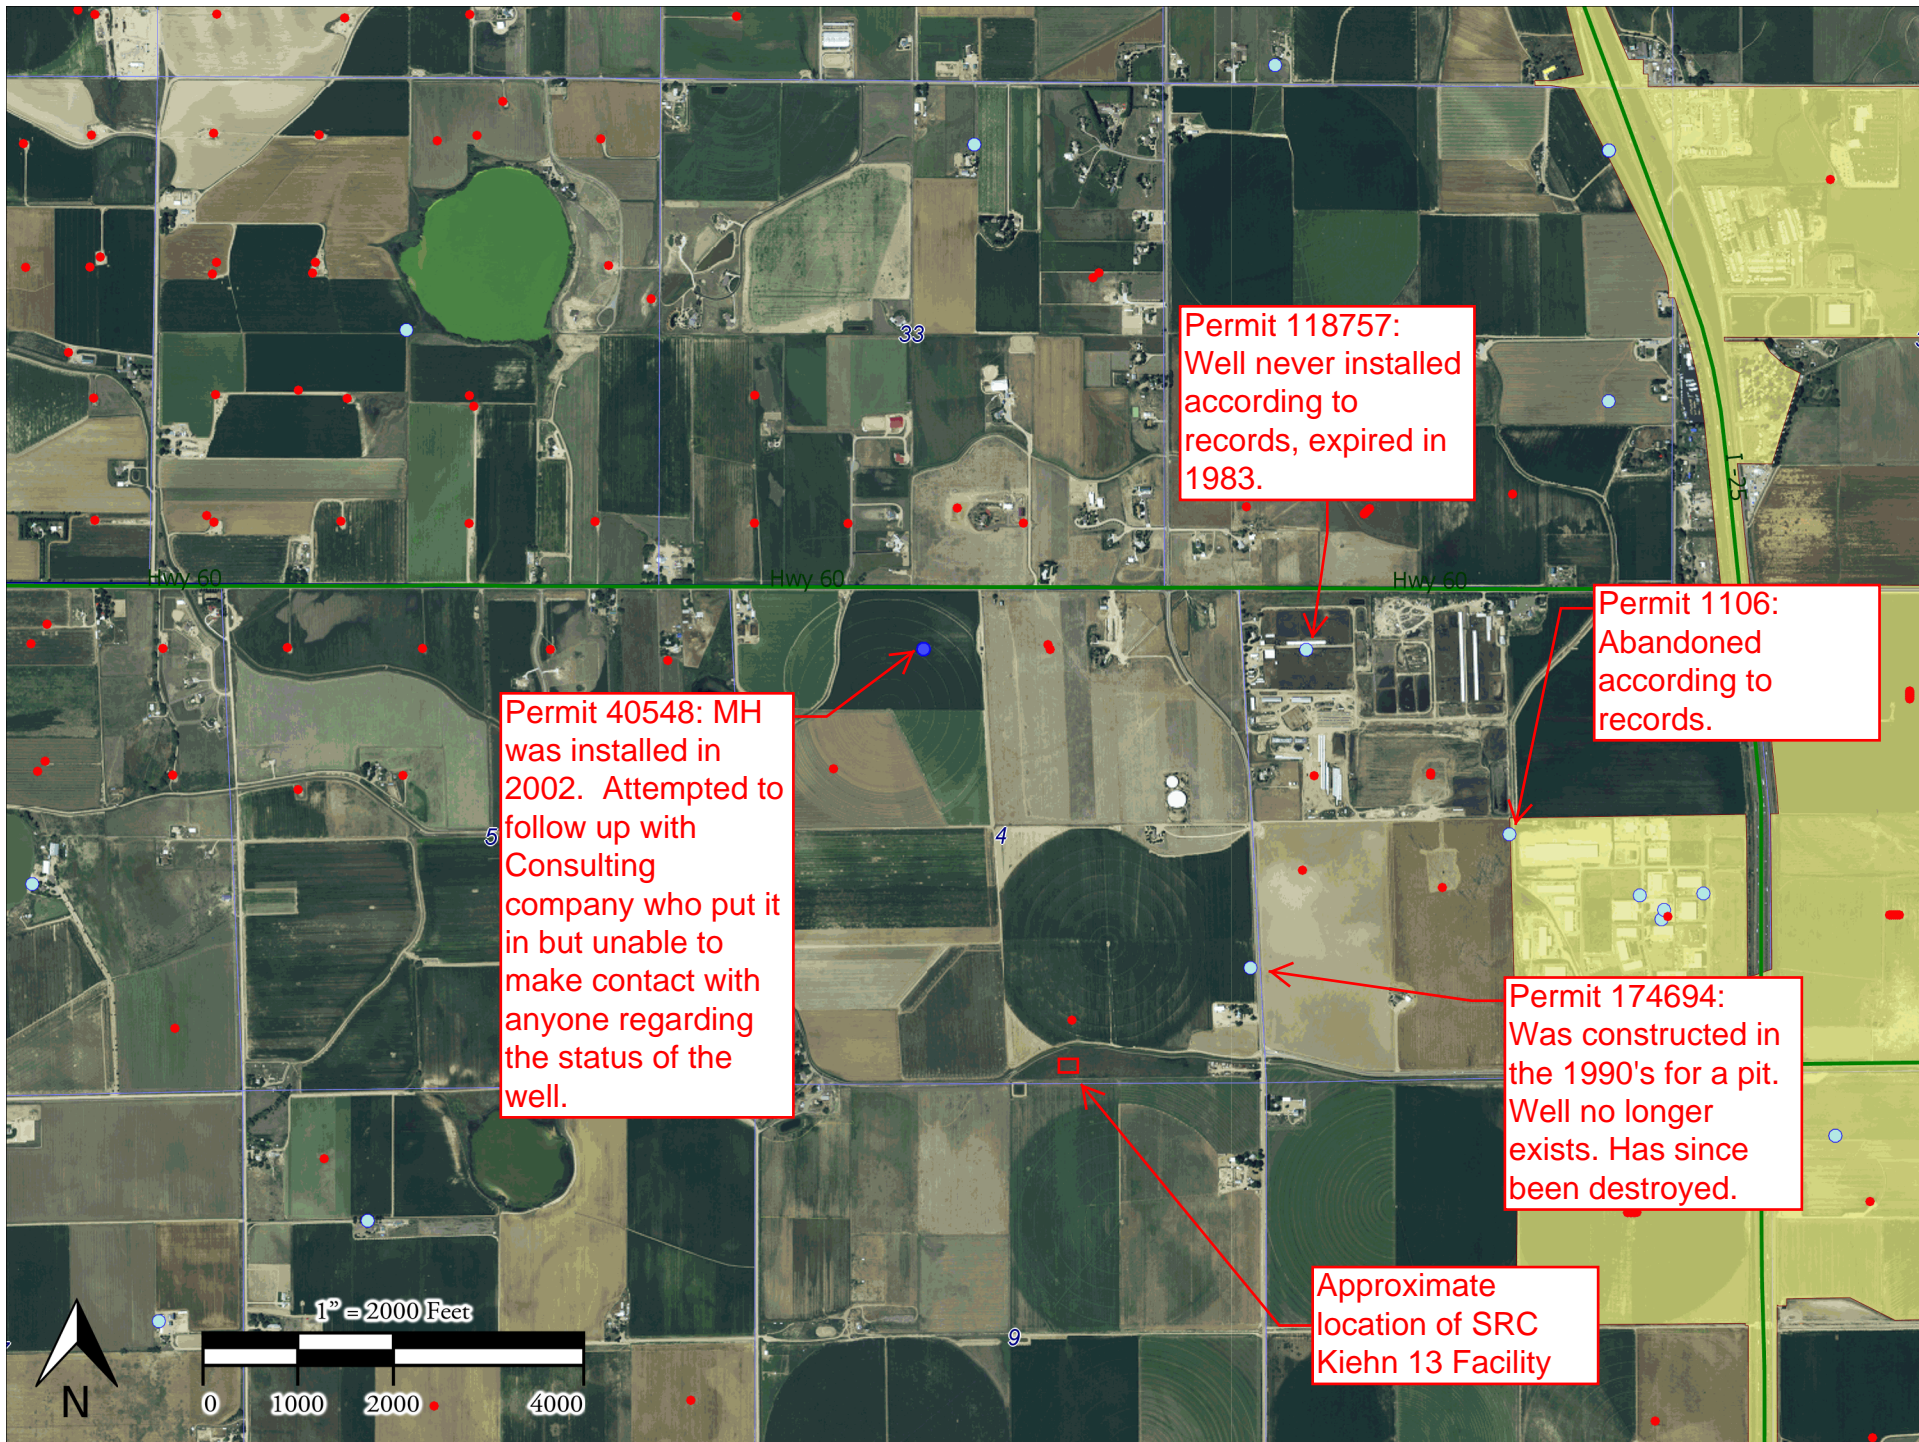 33
Permit 118757:
Well never installed
according to
records, expired in
1983.
I-25
Hwy 60
Hwy 60
Hwy 60
Permit 1106:
Abandoned
according to
records.
Permit 40548: MH
was installed in
2002.  Attempted to
follow up with
Consulting
company who put it
in but unable to
make contact with
anyone regarding
the status of the
well.
5
4
Permit 174694:
Was constructed in
the 1990's for a pit.
Well no longer
exists. Has since
been destroyed.
Approximate
location of SRC
Kiehn 13 Facility
9
1" = 2000 Feet
0 1000 2000 4000
N